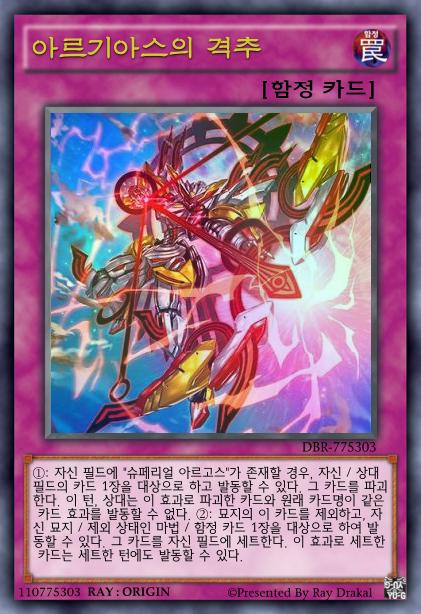 아르기아스의 격추
함정
罠
[함정 카드]
DBR-775303
①: 자신 필드에 "슈페리얼 아르고스"가 존재할 경우, 자신 / 상대
필드의 카드 1장을 대상으로 하고 발동할 수 있다. 그 카드를 파괴
한다. 이 턴, 상대는 이 효과로 파괴한 카드와 원래 카드명이 같은
카드 효과를 발동할 수 없다. ②: 묘지의 이 카드를 제외하고, 자
신 묘지 / 제외 상태인 마법 / 함정 카드 1장을 대상으로 하여 발
동할 수 있다. 그 카드를 자신 필드에 세트한다. 이 효과로 세트한
카드는 세트한 턴에도 발동할 수 있다.
110775303 RAY : ORIGIN ©Presented By Ray Drakal